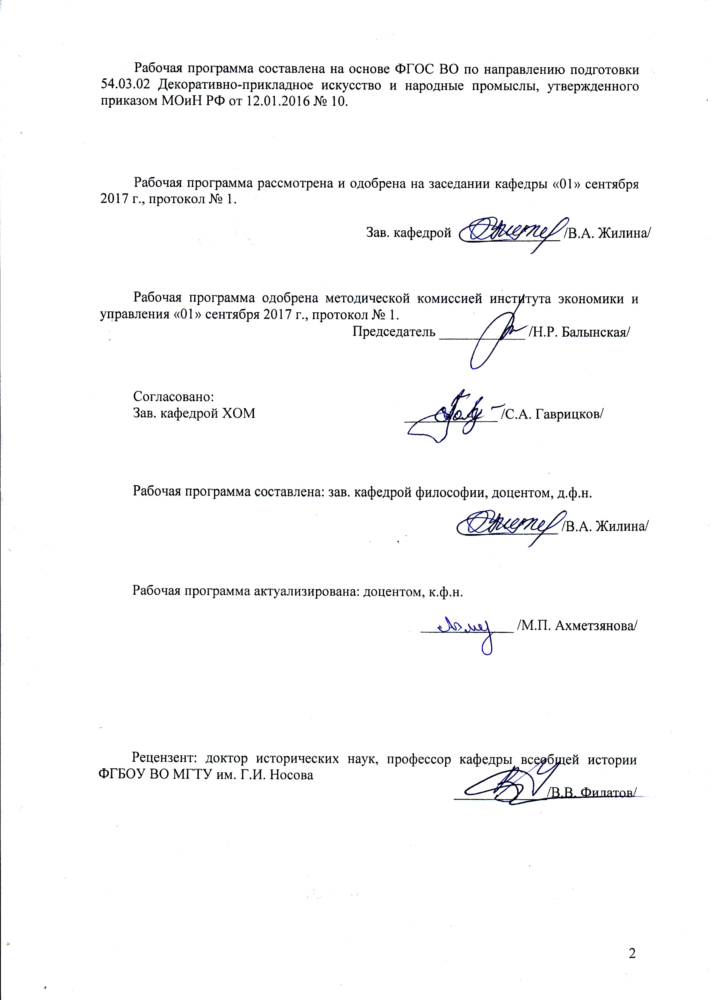 Рабочая программа составлена на основе ФГОС ВО по направлению подготовки
54.03.02 Декоративно-прикладное искусство и народные промыслы, утвержденного
приказом МОиН РФ от 12.01.2016 № 10.
Рабочая программа рассмотрена и одобрена на заседании кафедры «01» сентября
2017 г., протокол № 1.
Зав. кафедрой /В.А. Жилина/
Рабочая программа одобрена методической комиссией института экономики и
управления «01» сентября 2017 г., протокол № 1.
Председатель /Н.Р. Балынская/
Согласовано:
Зав. кафедрой ХОМ /С.А. Гаврицков/
Рабочая программа составлена: зав. кафедрой философии, доцентом, д.ф.н.
/В.А. Жилина/
Рабочая программа актуализирована: доцентом, к.ф.н.
/М.П. Ахметзянова/
Рецензент: доктор исторических наук, профессор кафедры всеобщей истории
ФГБОУ ВО МГТУ им. Г.И. Носова
/В.В. Филатов/
2